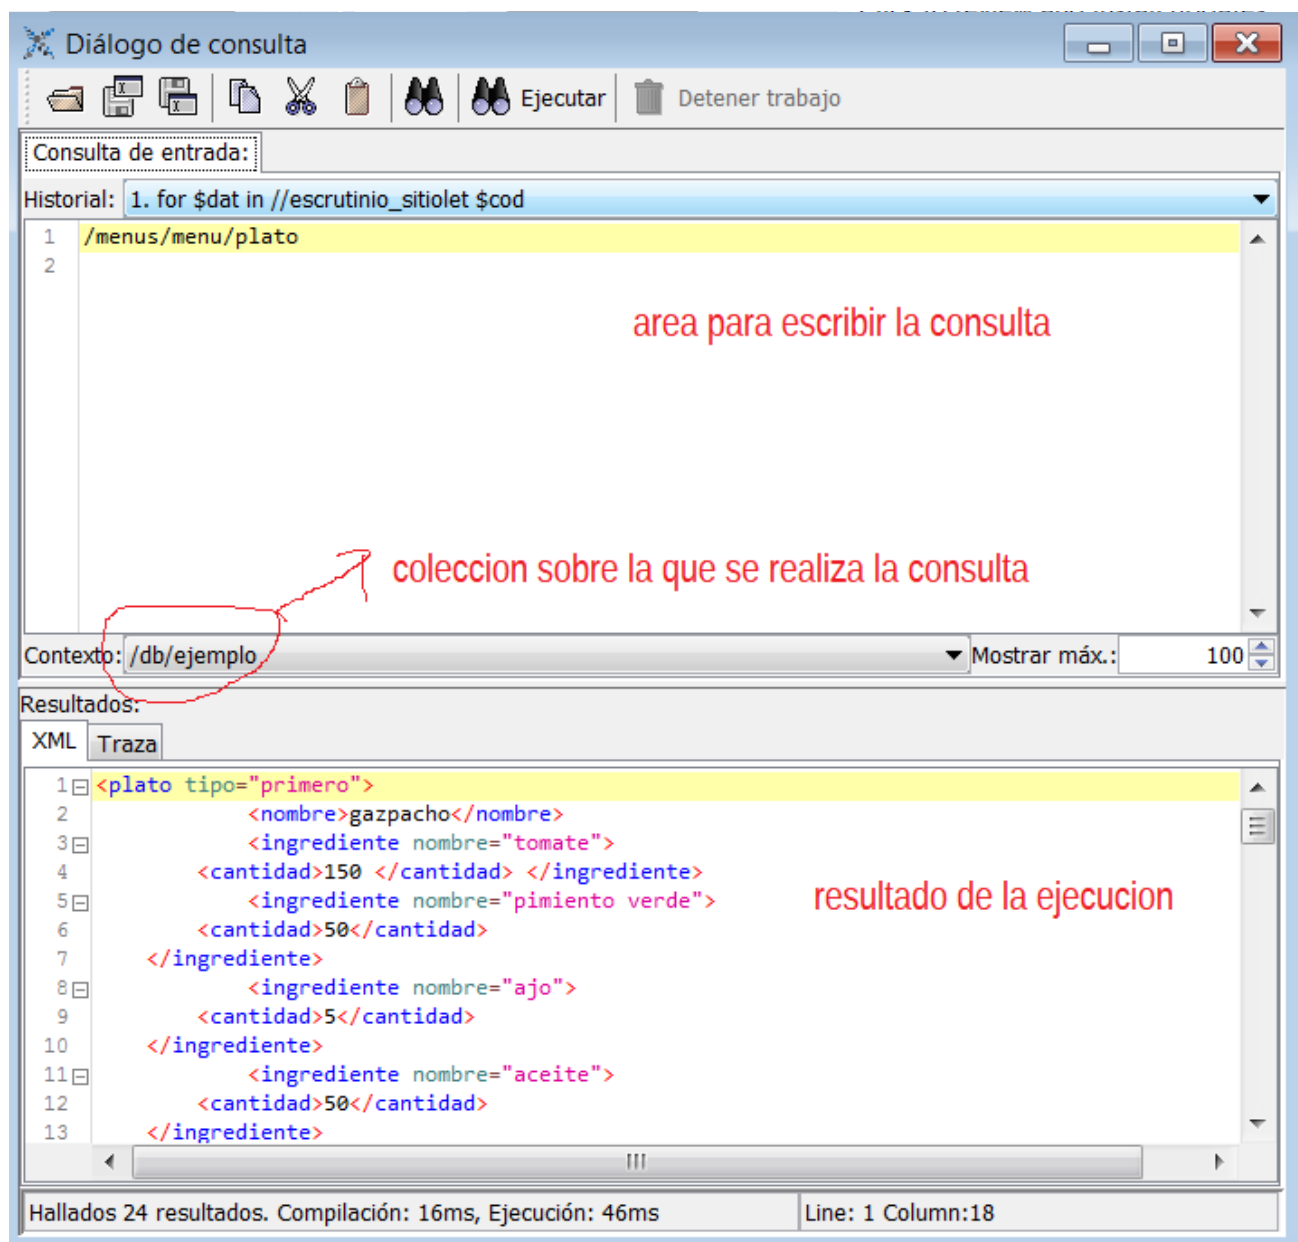 Diálogo de consulta
Ejecutar Detener trabajo
Consulta de entrada:
Historial: 1. for $dat in //escrutinio_sitiolet $cod
1 /menus/menu/plato
2
area para escribir la consulta
coleccion sobre la que se realiza la consulta
Contexto: /db/ejemplo Mostrar máx.: 100
Resultados:
XML Traza
1 <plato tipo="primero">
2 <nombre>gazpacho</nombre>
3 <ingrediente nombre="tomate">
4 <cantidad>150 </cantidad> </ingrediente>
5 <ingrediente nombre="pimiento verde">
resultado de la ejecucion
6 <cantidad>50</cantidad>
7 </ingrediente>
8 <ingrediente nombre="ajo">
9 <cantidad>5</cantidad>
10 </ingrediente>
11 <ingrediente nombre="aceite">
12 <cantidad>50</cantidad>
13 </ingrediente>
Hallados 24 resultados. Compilación: 16ms, Ejecución: 46ms Line: 1 Column:18